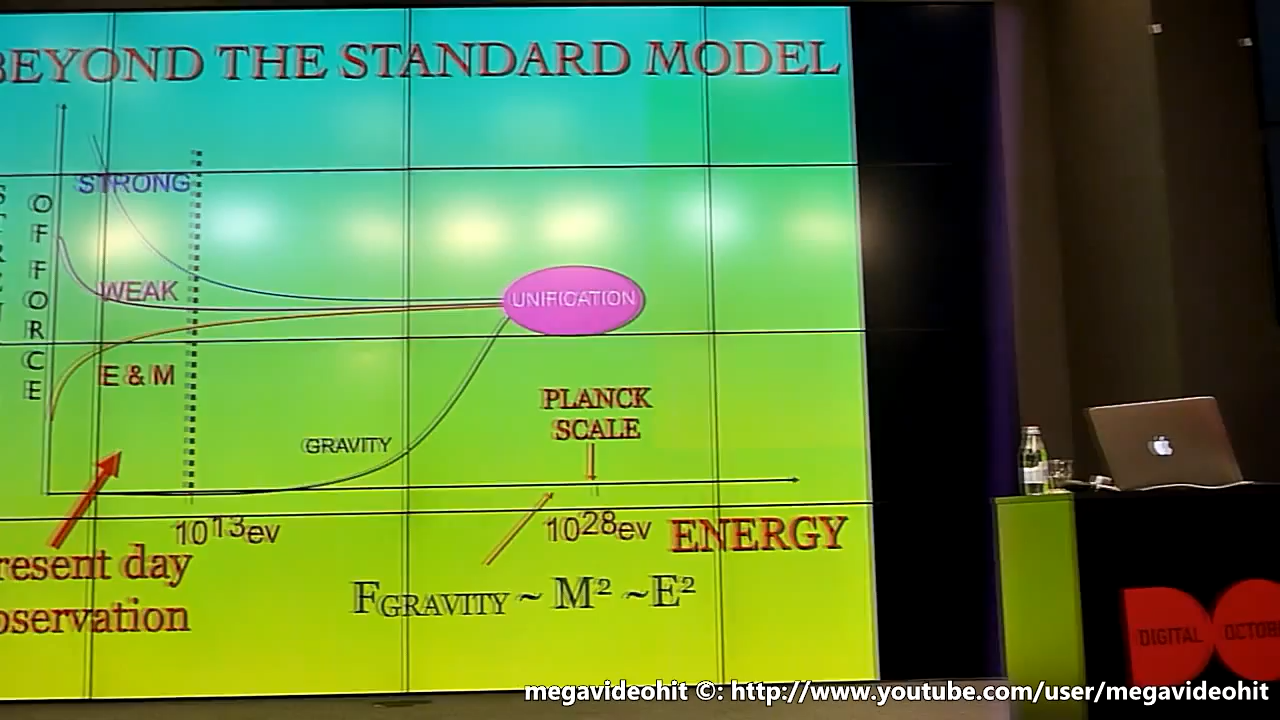 BEYOND THE STANDARD MODEL
OF FORCE
STRONG
WEAK
E & M
GRAVITY
UNIFICATION
PLANCK
SCALE
10¹³ev
10²⁸ev
ENERGY
resent day
bservation
FGRAVITY ~ M² ~E²
DIGITAL OCTOB
megavideohit ©: http://www.youtube.com/user/megavideohit